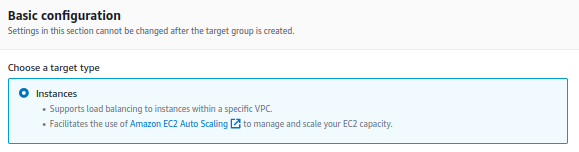 Basic configuration
Settings in this section cannot be changed after the target group is created.
Choose a target type
Instances
• Supports load balancing to instances within a specific VPC.
• Facilitates the use of Amazon EC2 Auto Scaling to manage and scale your EC2 capacity.